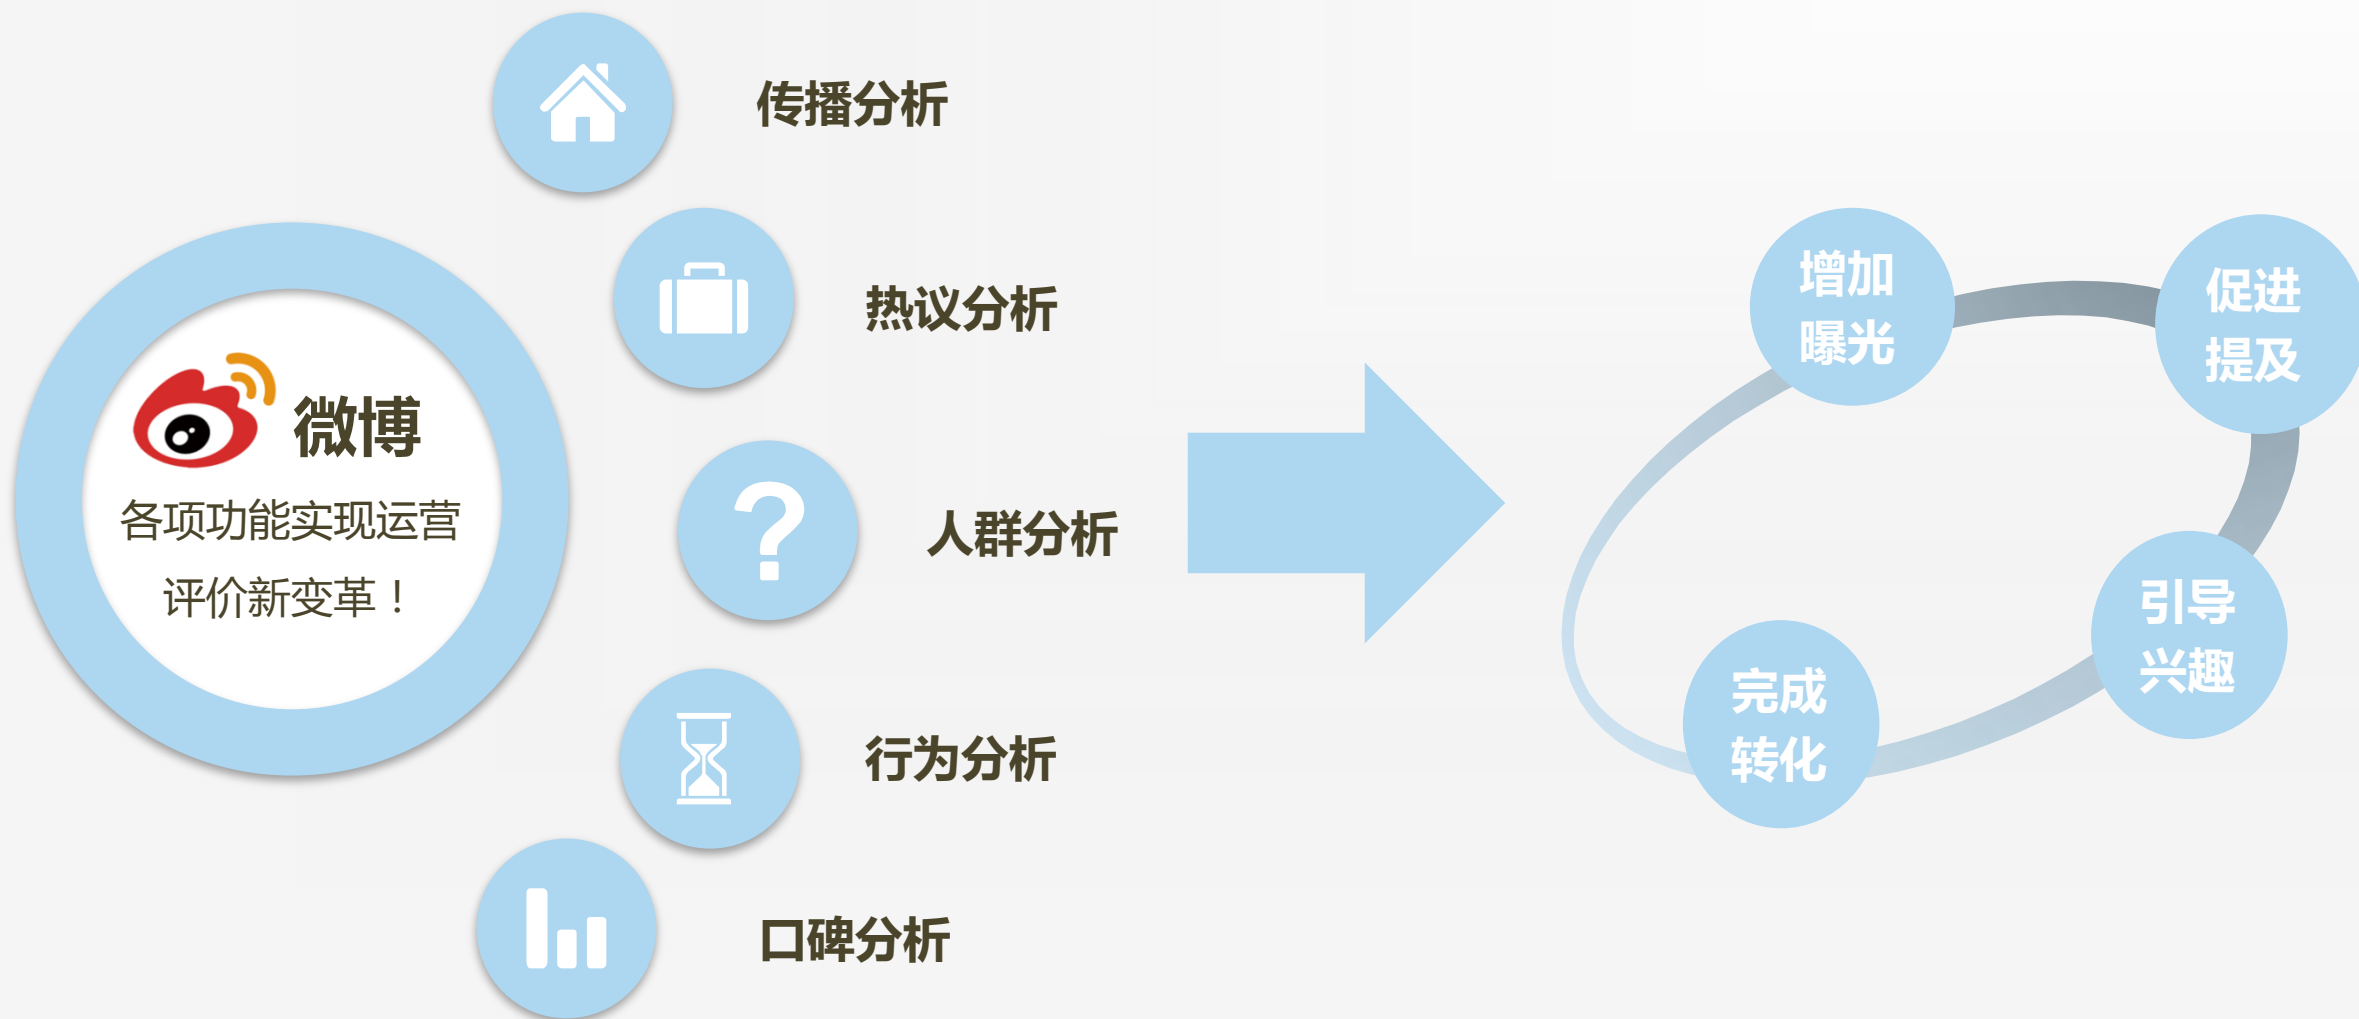 微博
各项功能实现运营
评价新变革！
传播分析
热议分析
人群分析
行为分析
口碑分析
增加
曝光
促进
提及
引导
兴趣
完成
转化